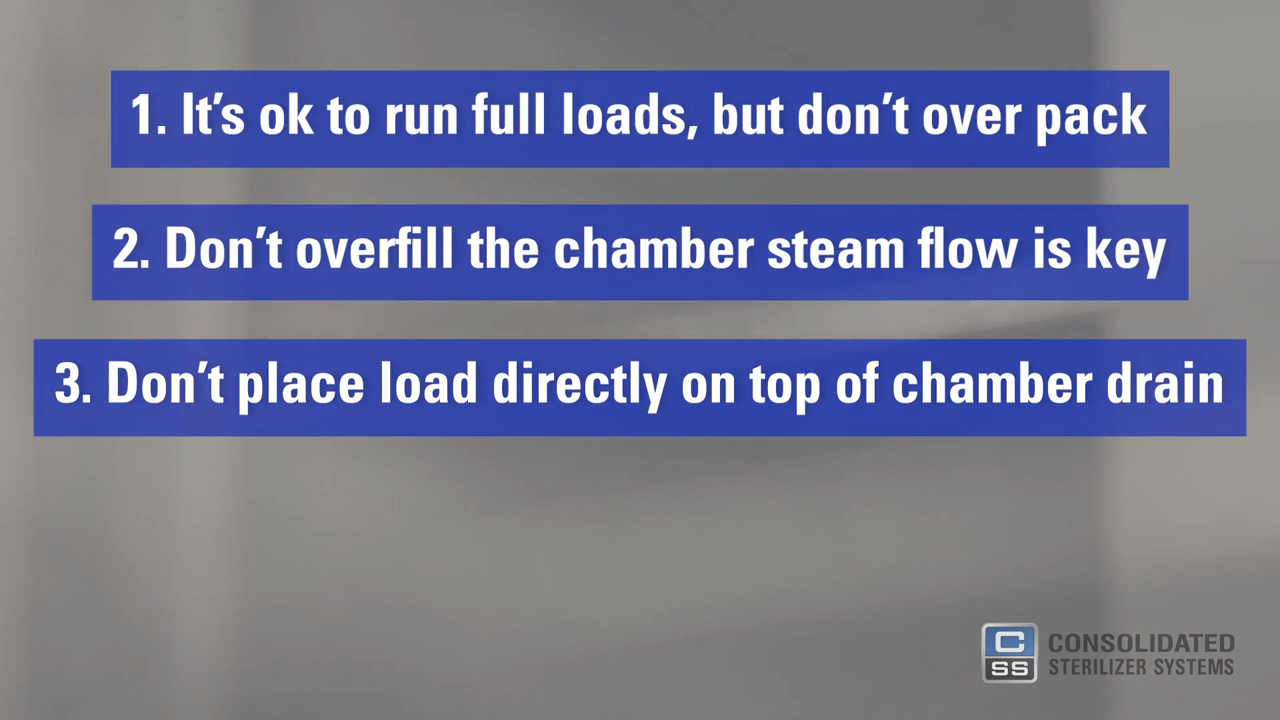 1. It’s ok to run full loads, but don’t over pack
2. Don’t overfill the chamber steam flow is key
3. Don’t place load directly on top of chamber drain
C
SS
CONSOLIDATED
STERILIZER SYSTEMS